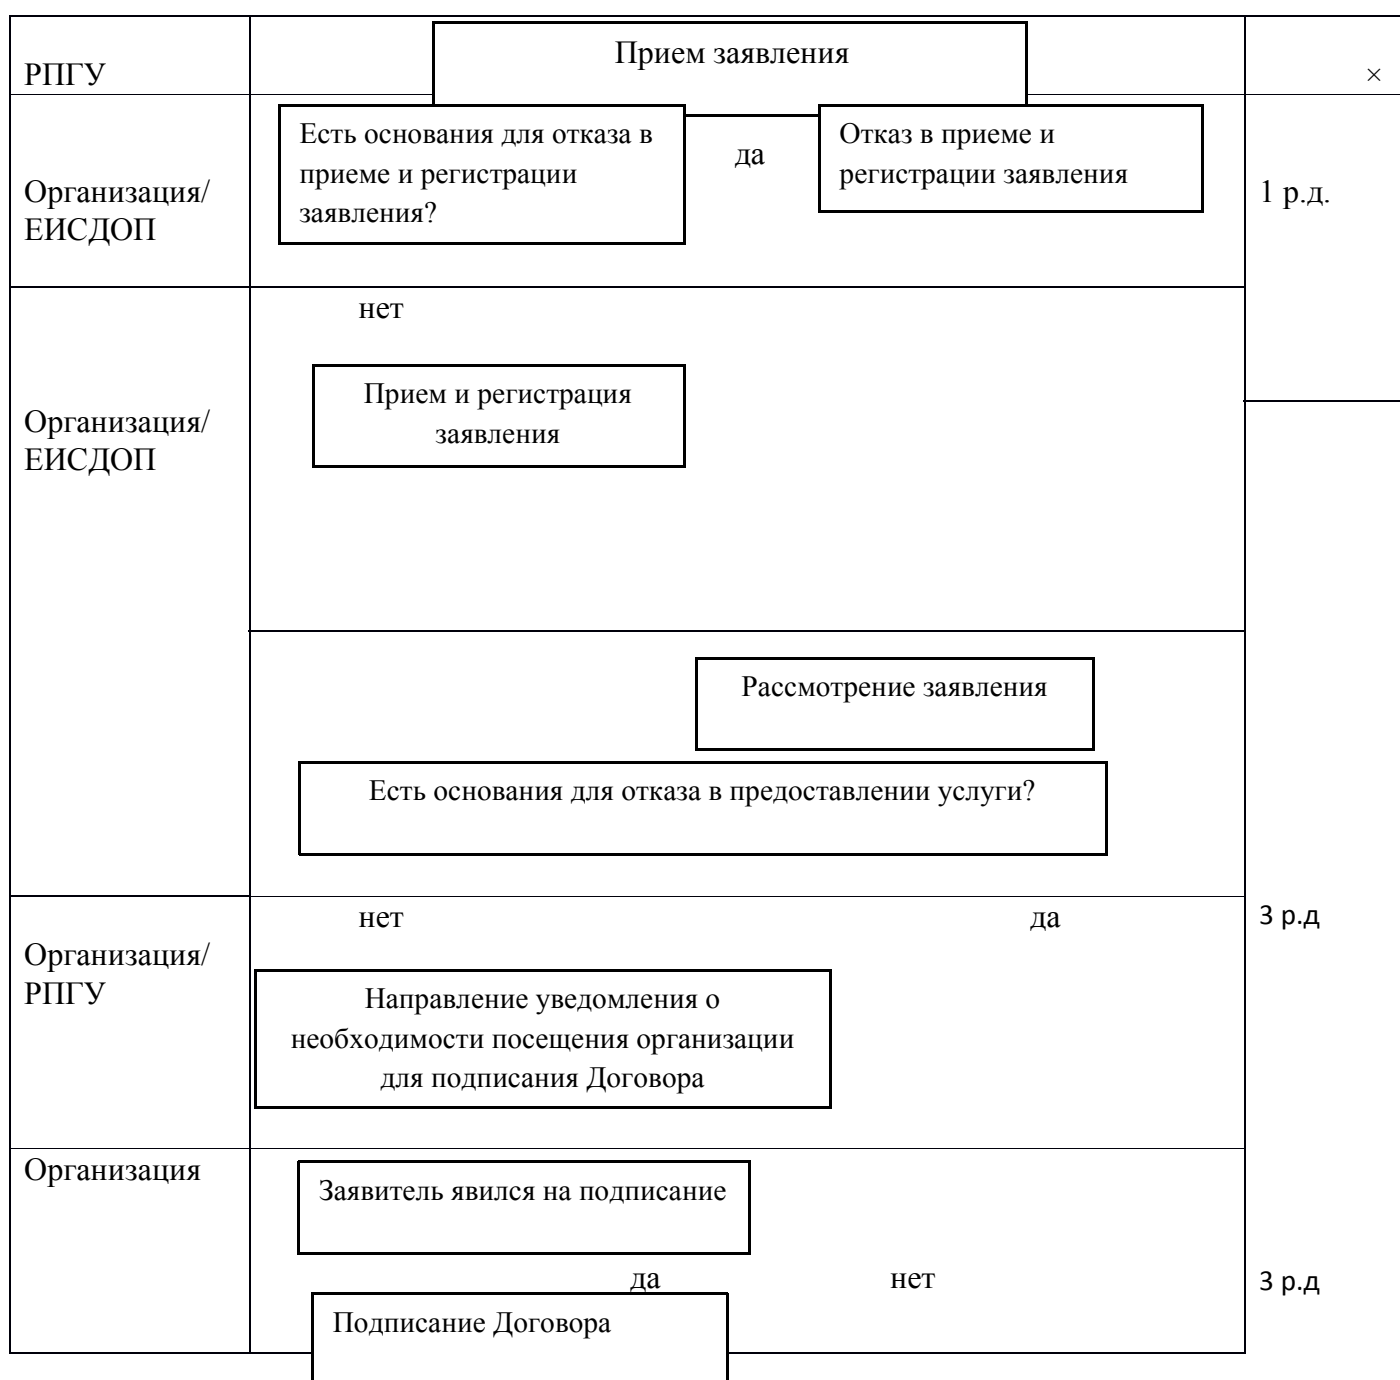 Прием заявления
РПГУ
×
Есть основания для отказа в
приеме и регистрации
заявления?
да
Отказ в приеме и
регистрации заявления
Организация/
ЕИСДОП
1 р.д.
нет
Прием и регистрация
заявления
Организация/
ЕИСДОП
Рассмотрение заявления
Есть основания для отказа в предоставлении услуги?
нет
да
3 р.д
Организация/
РПГУ
Направление уведомления о
необходимости посещения организации
для подписания Договора
Организация
Заявитель явился на подписание
да
нет
3 р.д
Подписание Договора